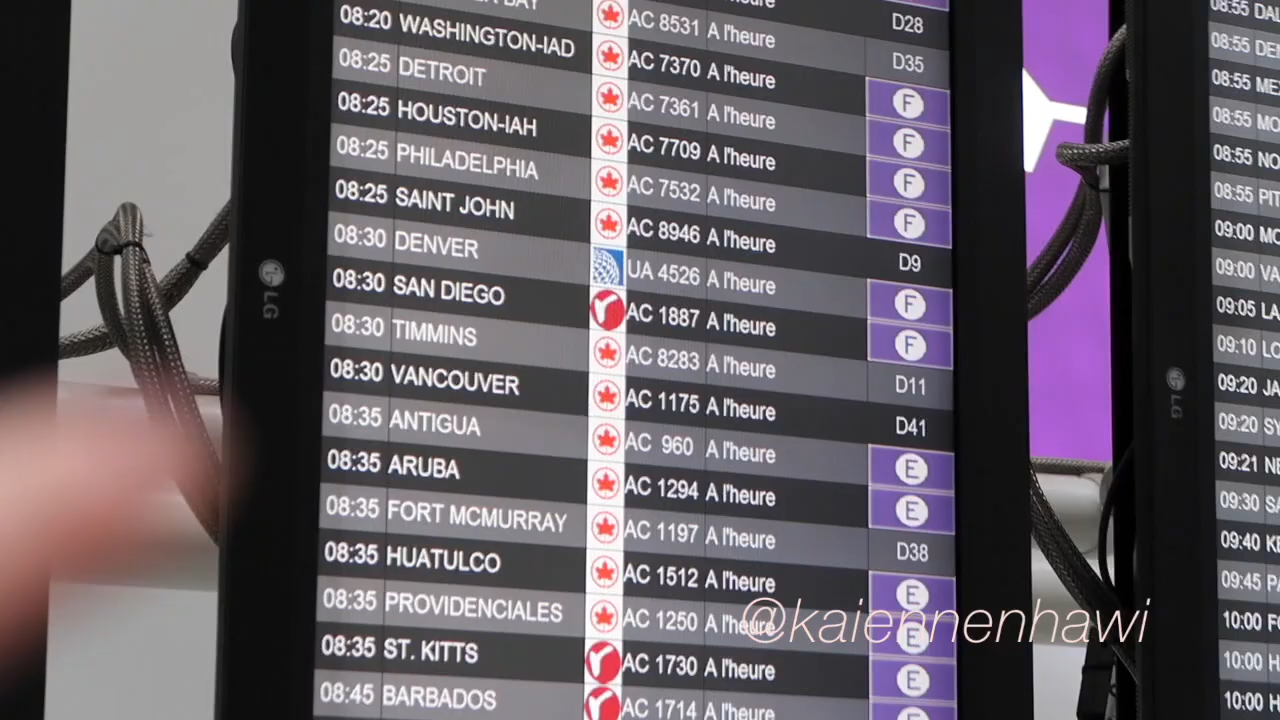 D28
AC 8531 A l'heure D35
08:20 WASHINGTON-IAD AC 7370 A l'heure F
08:25 DETROIT AC 7361 A l'heure F
08:25 HOUSTON-IAH AC 7709 A l'heure F
08:25 PHILADELPHIA AC 7532 A l'heure F
08:25 SAINT JOHN AC 8946 A l'heure D9
08:30 DENVER UA 4526 A l'heure F
08:30 SAN DIEGO AC 1887 A l'heure F
08:30 TIMMINS AC 8283 A l'heure D11
08:30 VANCOUVER AC 1175 A l'heure D41
08:35 ANTIGUA AC 960 A l'heure E
08:35 ARUBA AC 1294 A l'heure E
08:35 FORT MCMURRAY AC 1197 A l'heure D38
08:35 HUATULCO AC 1512 A l'heure E
08:35 PROVIDENCIALES AC 1250 A l'heure E
08:35 ST. KITTS AC 1730 A l'heure E
08:45 BARBADOS AC 1714 A l'heure
LG
@kaiennenhawi
LG
08:55
08:55
08:55
08:55
08:55
08:55
09:00
09:00
09:05
09:10
09:20
09:20
09:21
09:30
09:40
09:45
10:00
10:00
10:00